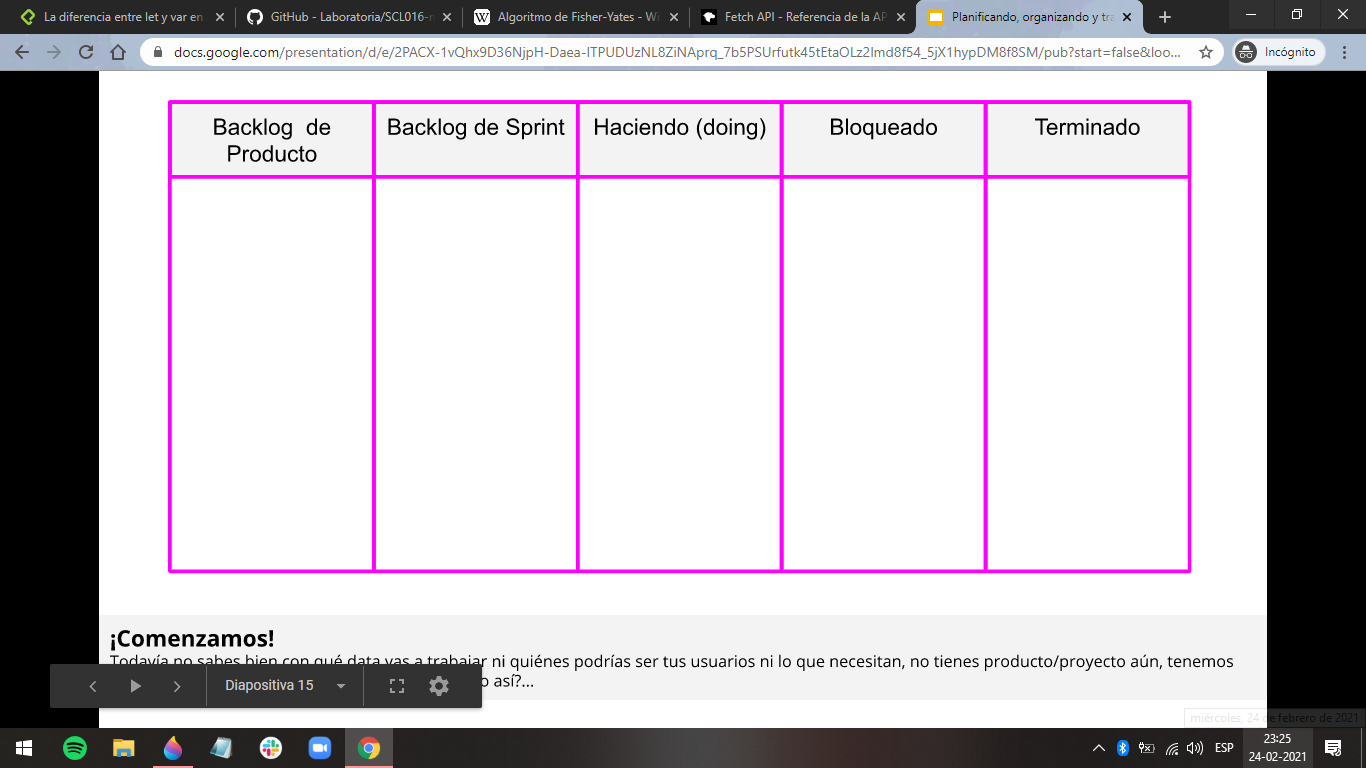 La diferencia entre let y var en
GitHub - Laboratoria/SCL016-
Algoritmo de Fisher-Yates - Wi
Fetch API - Referencia de la AP
Planificando, organizando y tra
docs.google.com/presentation/d/e/2PACX-1vQhx9D36NjpH-Daea-lTPUDUzNL8ZiNAprq_7b5PSUrfutk45tEtaOLz2Imd8f54_5jX1hypDM8f8SM/pub?start=false&loo...
Incógnito
Backlog de
Producto
Backlog de Sprint
Haciendo (doing)
Bloqueado
Terminado
¡Comenzamos!
Todavía no sabes bien con qué data vas a trabajar ni quiénes podrías ser tus usuarios ni lo que necesitan, no tienes producto/proyecto aún, tenemos
o así?...
Diapositiva 15
miércoles, 24 de febrero de 2021
ESP
23:25
24-02-2021